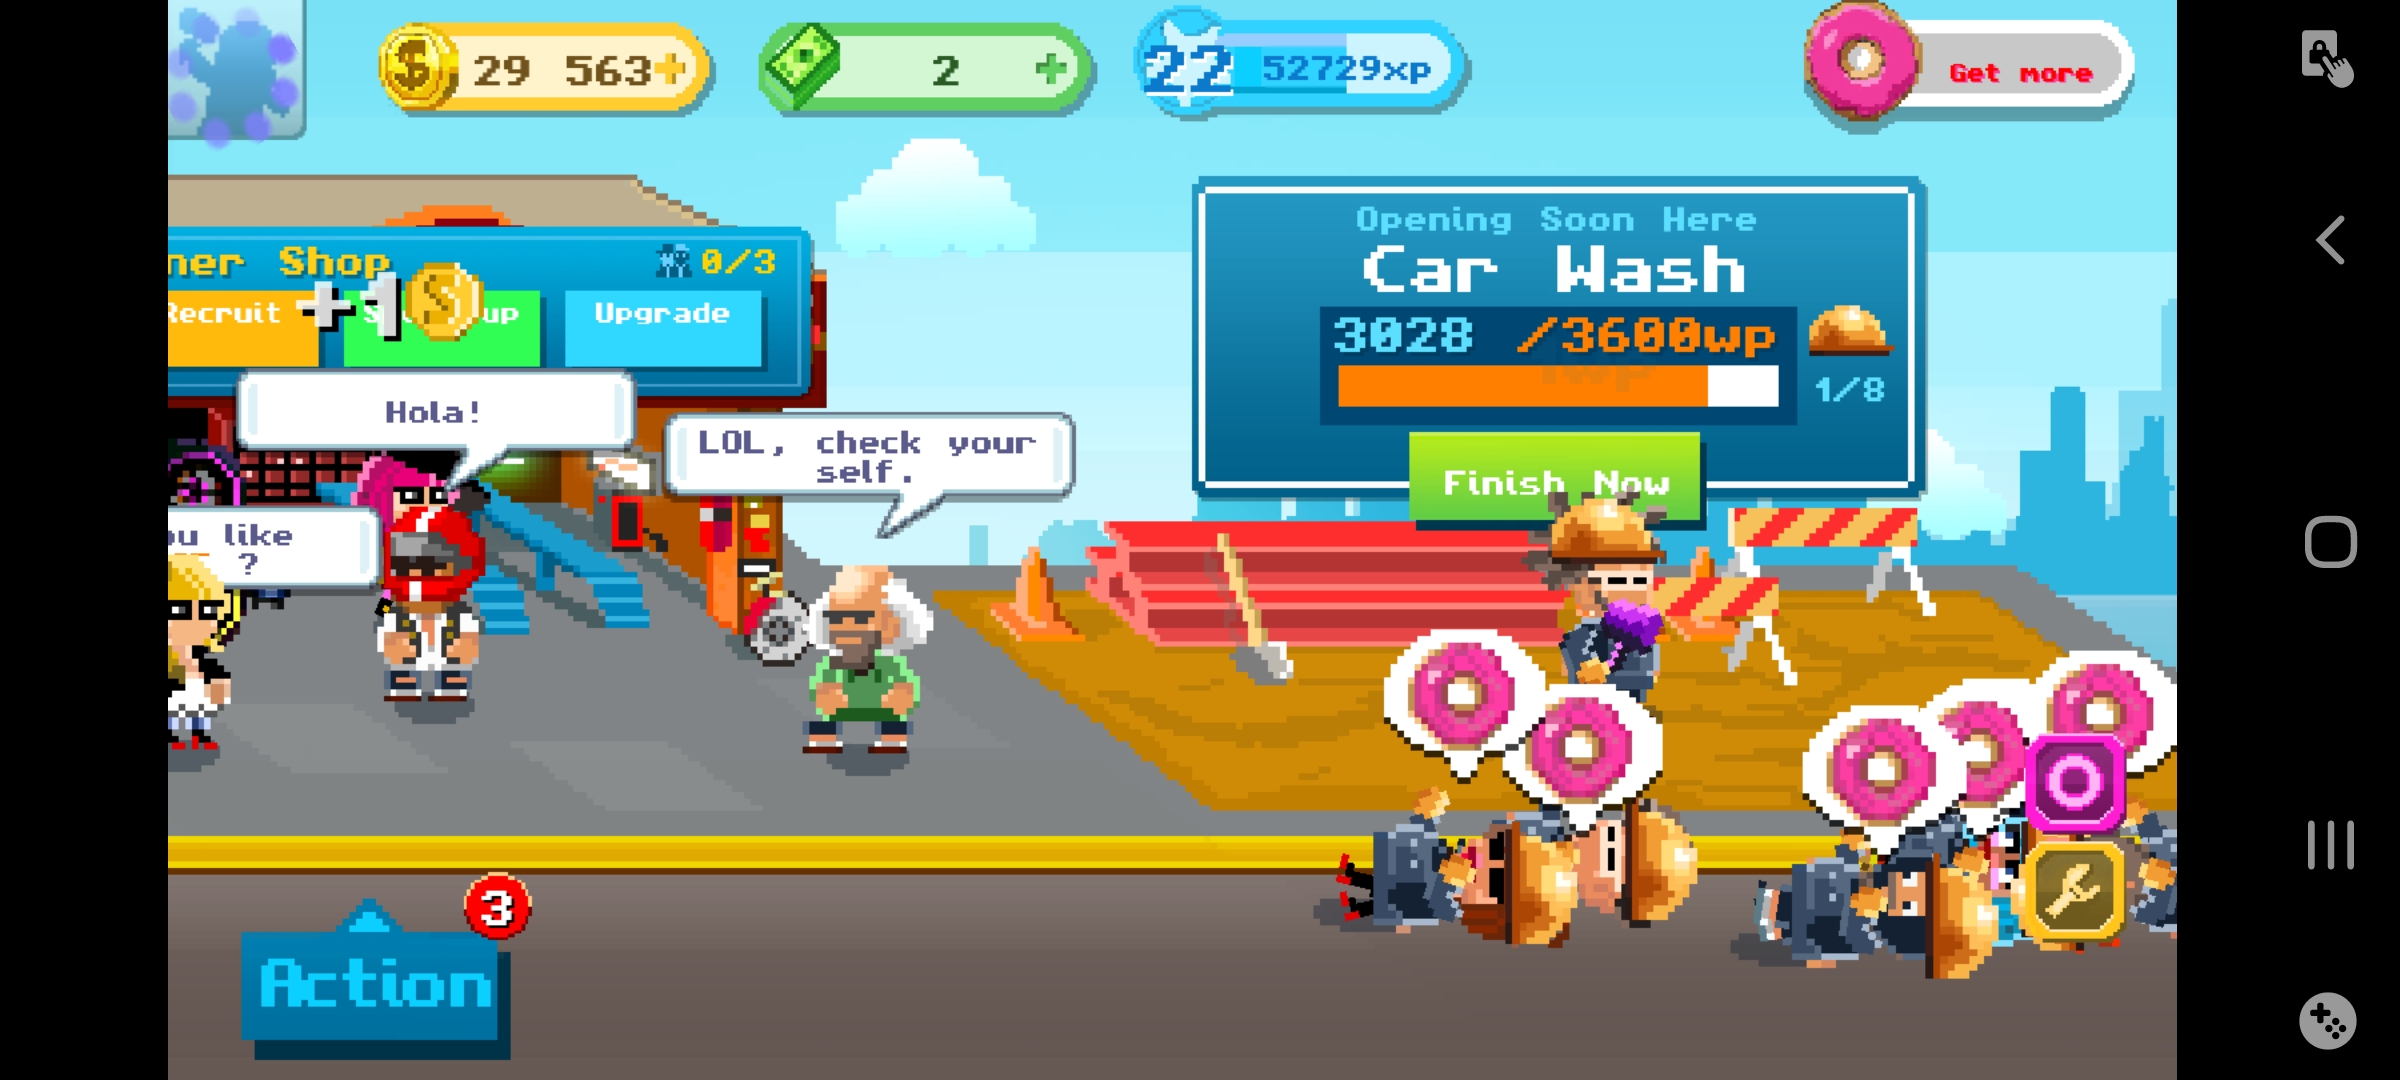 29 563+
2 +
22 52729xp
Get more
ner Shop
0/3
Recruit
up
Upgrade
+1
Hola!
LOL, check your
self.
ou like
?
Opening Soon Here
Car Wash
3028 /3600wp
1/8
Finish Now
3
Action